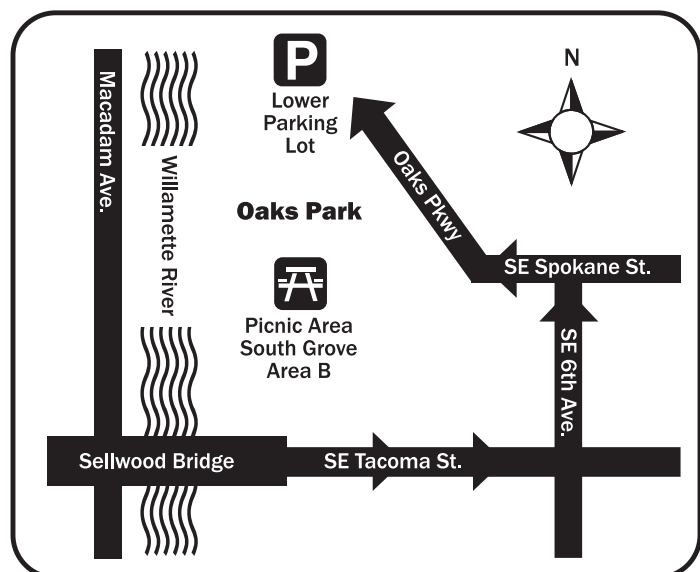 P
Lower
Parking
Lot
N
Macadam Ave.
Willamette River
Oaks Pkwy
Oaks Park
SE Spokane St.
Picnic Area
South Grove
Area B
SE 6th Ave.
Sellwood Bridge
SE Tacoma St.